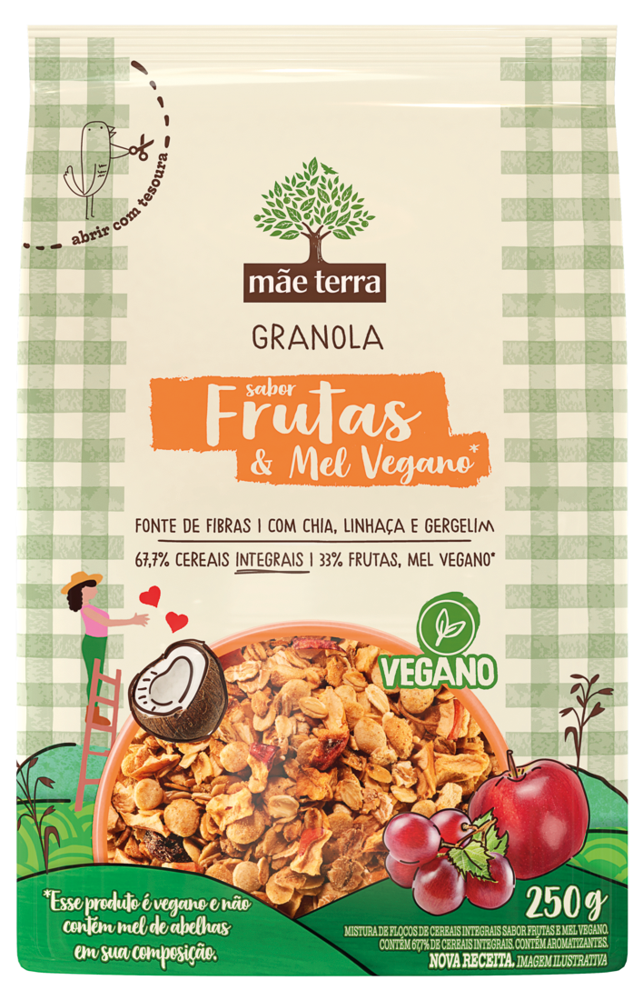 abrir com tesoura
mãe terra
GRANOLA
sabor
Frutas
& Mel Vegano*
FONTE DE FIBRAS | COM CHIA, LINHAÇA E GERGELIM
67,7% CEREAIS INTEGRAIS | 33% FRUTAS, MEL VEGANO*
VEGANO
*Esse produto é vegano e não
contém mel de abelhas
em sua composição.
250g
MISTURA DE FLOCOS DE CEREAIS INTEGRAIS SABOR FRUTAS E MEL VEGANO.
CONTÉM 67,7% DE CEREAIS INTEGRAIS. CONTÉM AROMATIZANTES.
NOVA RECEITA. IMAGEM ILUSTRATIVA